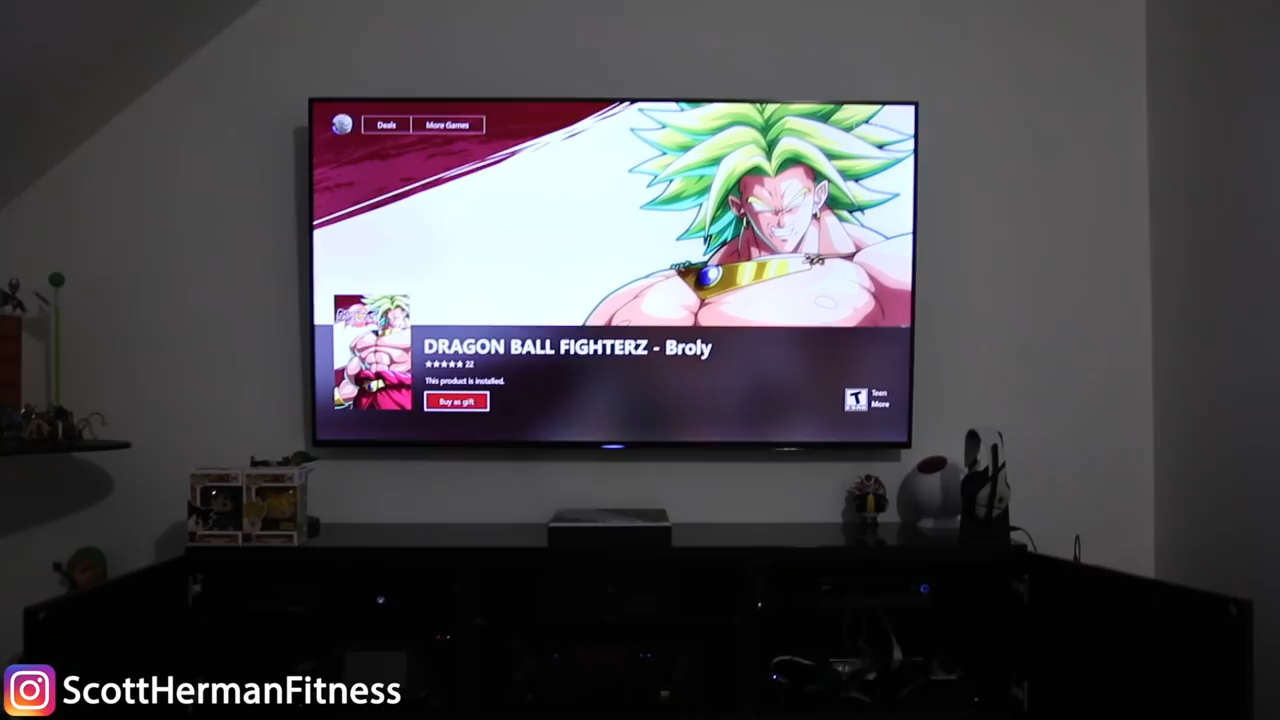 Deals
More Games
DRAGON BALL FIGHTERZ - Broly
22
This product is installed.
Buy as gift
T
Teen
More
ScottHermanFitness